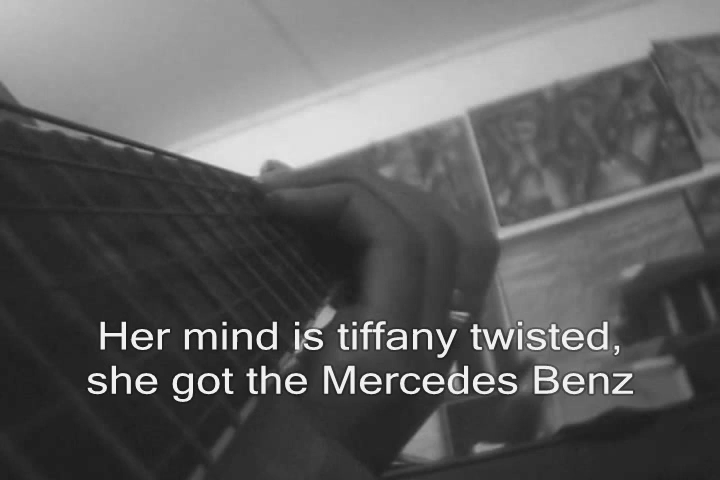 Her mind is tiffany twisted,
she got the Mercedes Benz